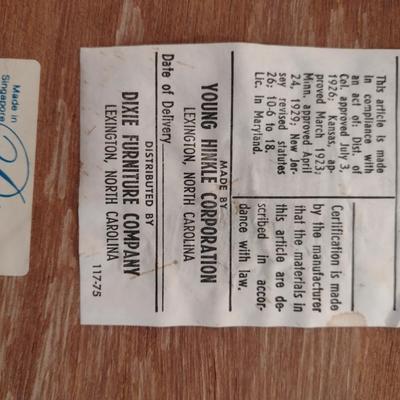 This article is made
in compliance with
an act of: Dist. of
Col. approved July 3,
1926; Kansas, ap-
proved March 1923;
Minn. approved April
24, 1929; New Jer-
sey revised statutes
26; 10-6 to 18.
Lic. in Maryland.
Certification is made
by the manufacturer
that the materials in
this article are de-
scribed in accor-
dance with law.
MADE BY
YOUNG HINKLE CORPORATION
LEXINGTON, NORTH CAROLINA
Date of Delivery
DISTRIBUTED BY
DIXIE FURNITURE COMPANY
LEXINGTON, NORTH CAROLINA
117-75
Made in
Singapore